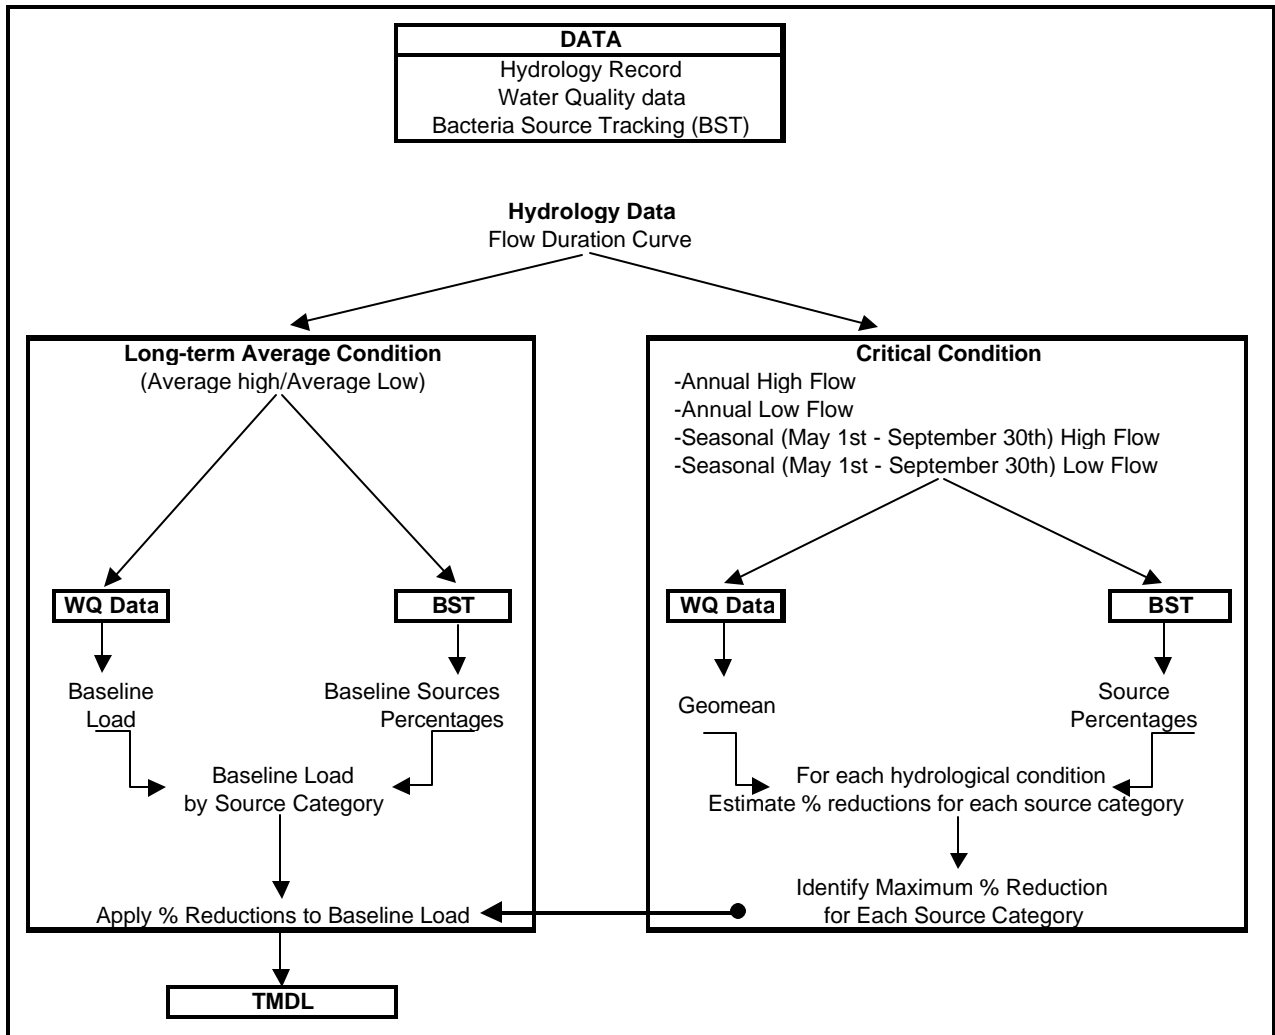 DATA
Hydrology Record
Water Quality data
Bacteria Source Tracking (BST)
Hydrology Data
Flow Duration Curve
Long-term Average Condition
(Average high/Average Low)
WQ Data
BST
Baseline
Load
Baseline Sources
Percentages
Baseline Load
by Source Category
Apply % Reductions to Baseline Load
TMDL
Critical Condition
-Annual High Flow
-Annual Low Flow
-Seasonal (May 1st - September 30th) High Flow
-Seasonal (May 1st - September 30th) Low Flow
WQ Data
BST
Geomean
Source
Percentages
For each hydrological condition
Estimate % reductions for each source category
Identify Maximum % Reduction
for Each Source Category